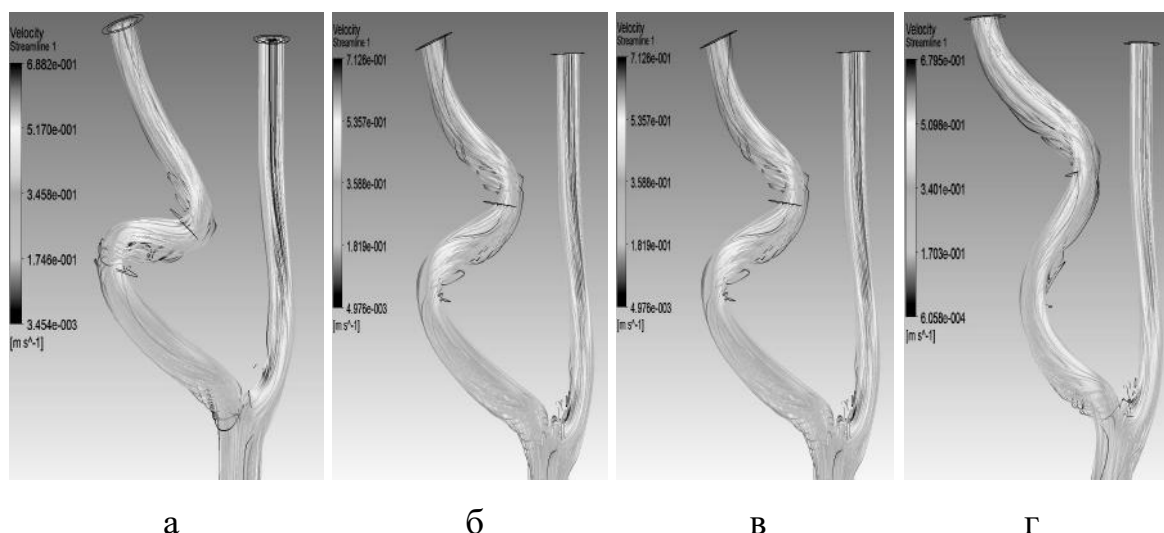 Velocity
Streamline 1
6.882e-001
5.170e-001
3.458e-001
1.746e-001
3.454e-003
[m s^-1]
Velocity
Streamline 1
7.126e-001
5.357e-001
3.588e-001
1.819e-001
4.976e-003
[m s^-1]
Velocity
Streamline 1
7.126e-001
5.357e-001
3.588e-001
1.819e-001
4.976e-003
[m s^-1]
Velocity
Streamline 1
6.795e-001
5.098e-001
3.401e-001
1.703e-001
6.058e-004
[m s^-1]
а б в г